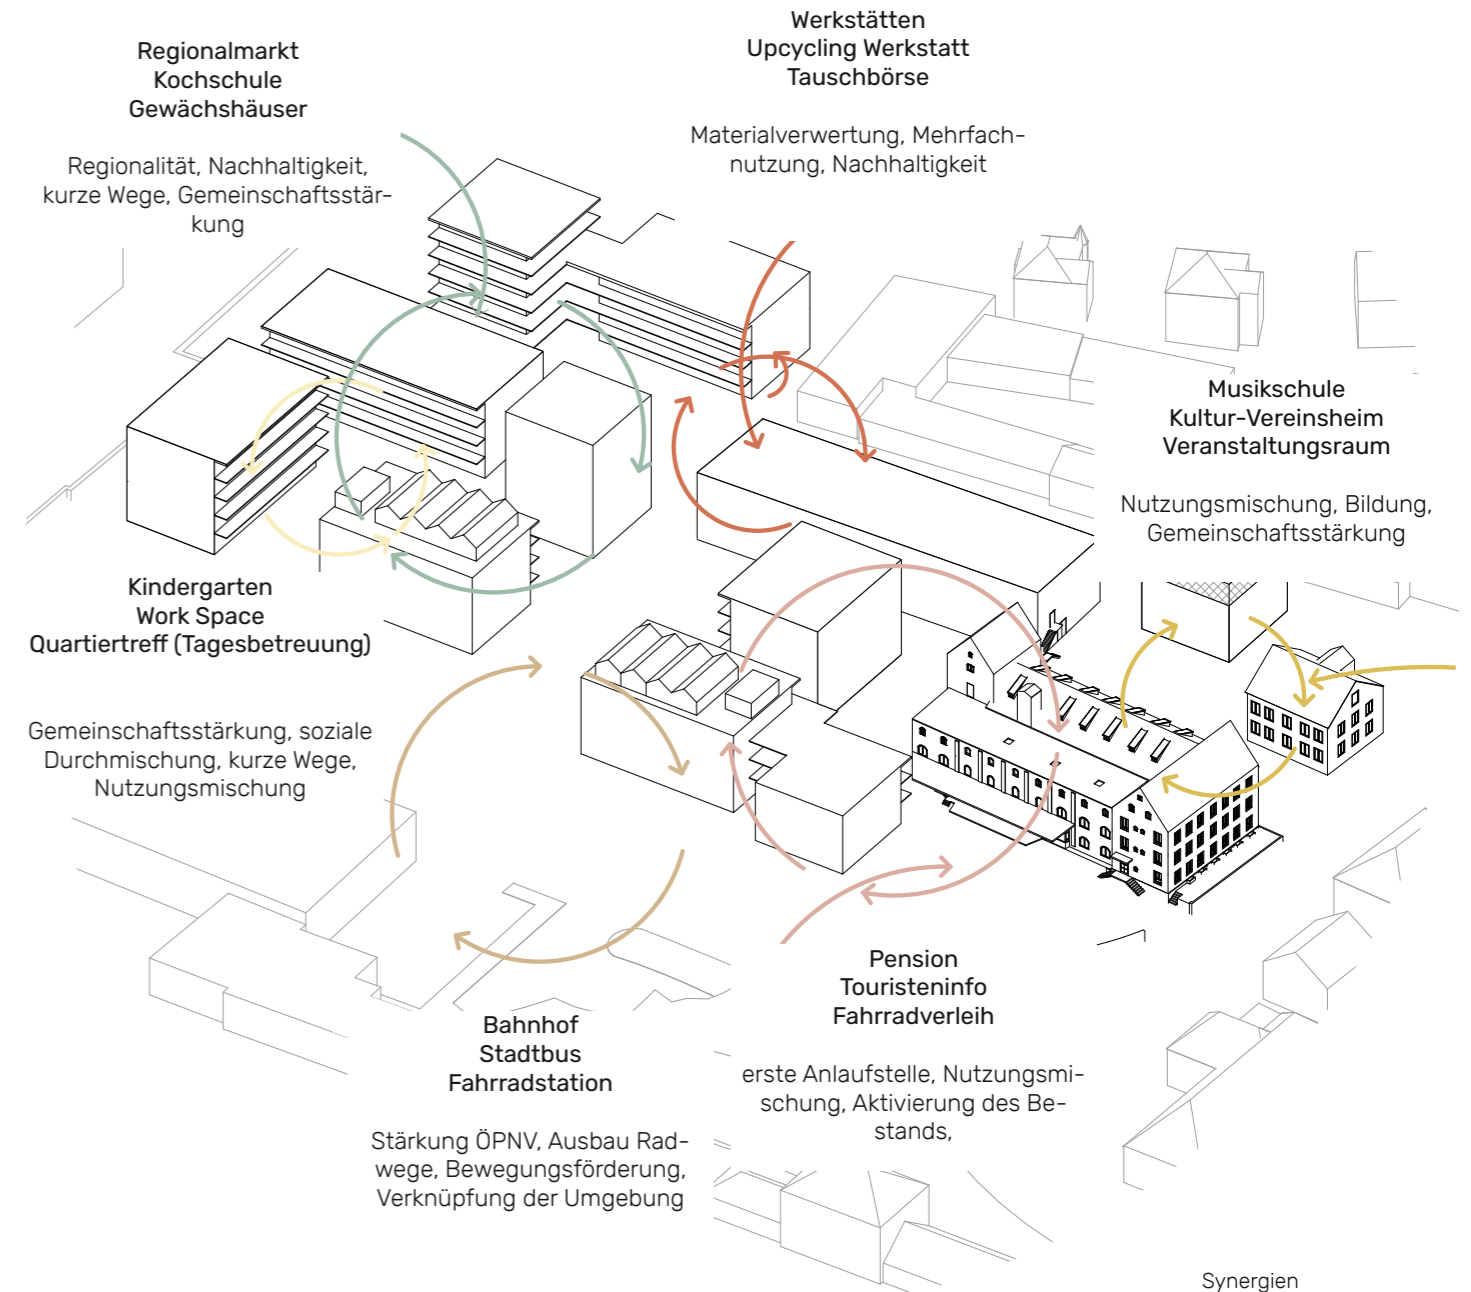 Regionalmarkt
Kochschule
Gewächshäuser
Regionalität, Nachhaltigkeit,
kurze Wege, Gemeinschaftsstär-
kung
Werkstätten
Upcycling Werkstatt
Tauschbörse
Materialverwertung, Mehrfach-
nutzung, Nachhaltigkeit
Musikschule
Kultur-Vereinsheim
Veranstaltungsraum
Nutzungsmischung, Bildung,
Gemeinschaftsstärkung
Kindergarten
Work Space
Quartiertreff (Tagesbetreuung)
Gemeinschaftsstärkung, soziale
Durchmischung, kurze Wege,
Nutzungsmischung
Pension
Touristeninfo
Fahrradverleih
erste Anlaufstelle, Nutzungsmi-
schung, Aktivierung des Be-
stands,
Bahnhof
Stadtbus
Fahrradstation
Stärkung ÖPNV, Ausbau Rad-
wege, Bewegungsförderung,
Verknüpfung der Umgebung
Synergien